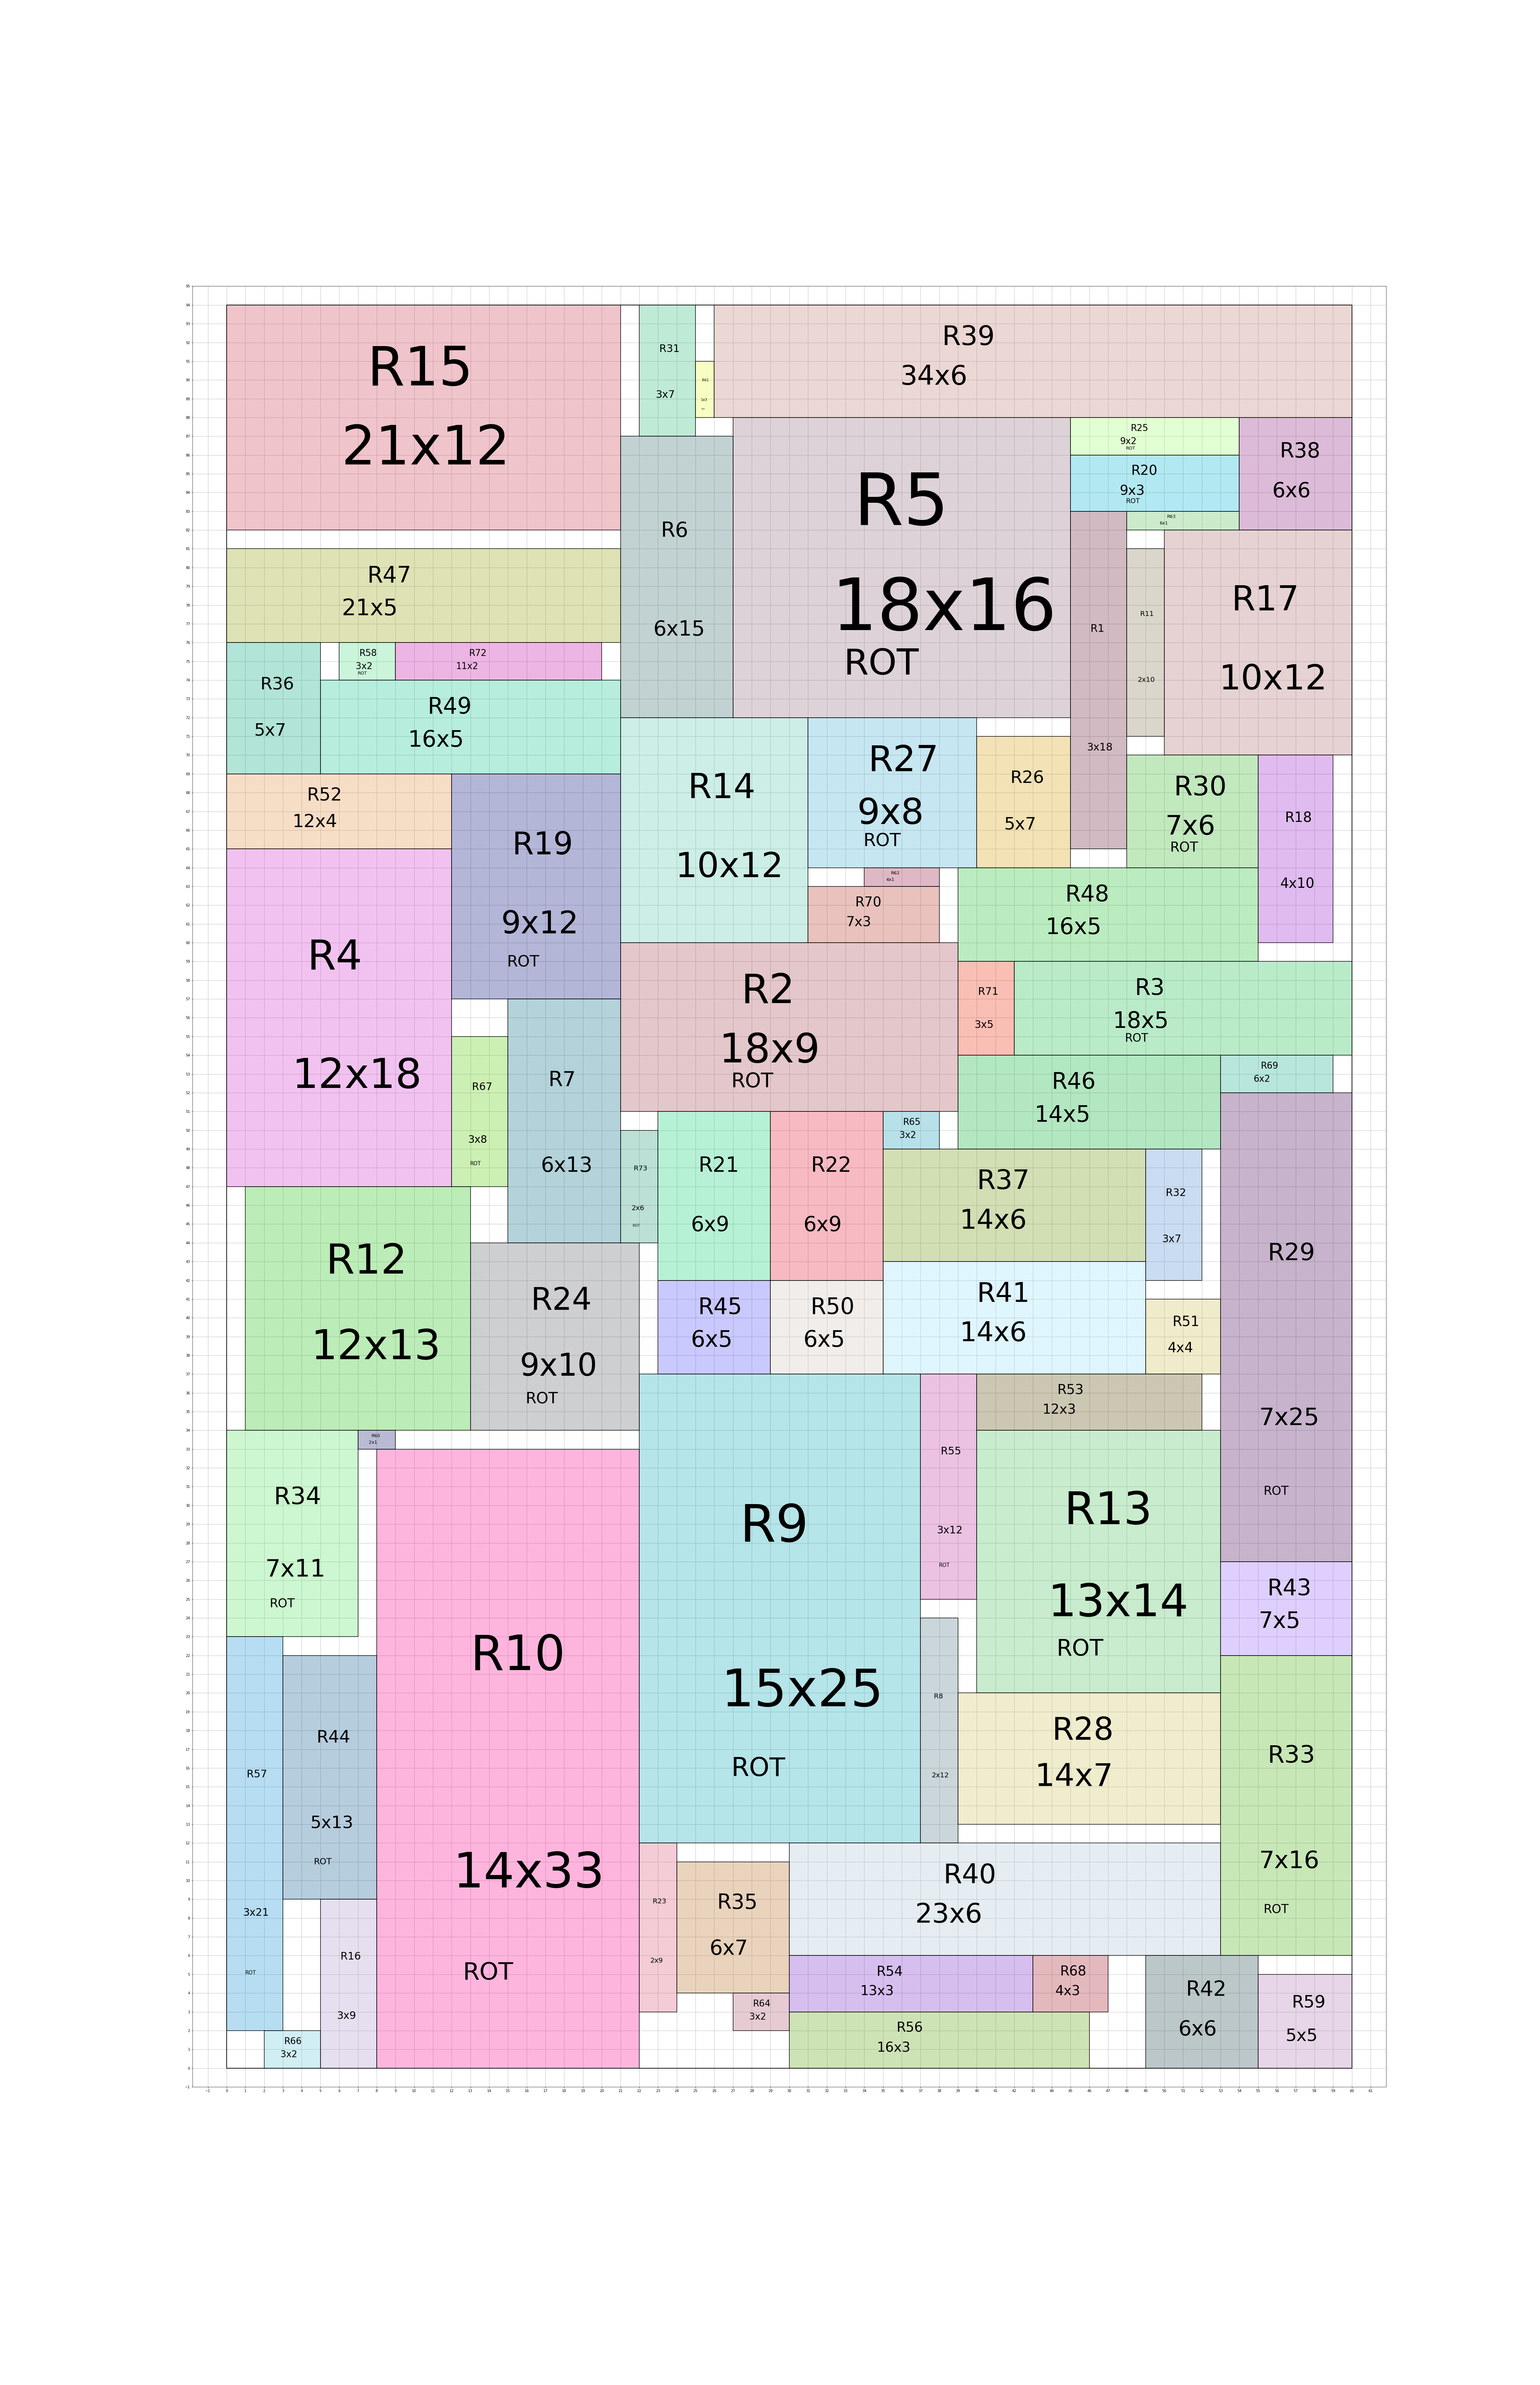 R15
21x12
R31
3x7
R61
1x3
R39
34x6
R6
6x15
R5
18x16
ROT
R25
9x2
ROT
R20
9x3
ROT
R38
6x6
R63
6x1
R1
3x18
R11
2x10
R17
10x12
R47
21x5
R36
5x7
R58
3x2
ROT
R72
11x2
R49
16x5
R52
12x4
R19
9x12
ROT
R14
10x12
R27
9x8
ROT
R26
5x7
R30
7x6
ROT
R18
4x10
R62
4x1
R70
7x3
R48
16x5
R4
12x18
R67
3x8
ROT
R7
6x13
R2
18x9
ROT
R71
3x5
R3
18x5
ROT
R46
14x5
R69
6x2
R73
2x6
ROT
R21
6x9
R22
6x9
R65
3x2
R37
14x6
R32
3x7
R29
7x25
ROT
R12
12x13
R24
9x10
ROT
R45
6x5
R50
6x5
R41
14x6
R51
4x4
R60
2x1
R34
7x11
ROT
R10
14x33
ROT
R9
15x25
ROT
R55
3x12
ROT
R53
12x3
R13
13x14
ROT
R43
7x5
R57
3x21
ROT
R44
5x13
ROT
R8
2x12
R28
14x7
R33
7x16
ROT
R16
3x9
R66
3x2
R23
2x9
R35
6x7
R64
3x2
R40
23x6
R54
13x3
R68
4x3
R56
16x3
R42
6x6
R59
5x5